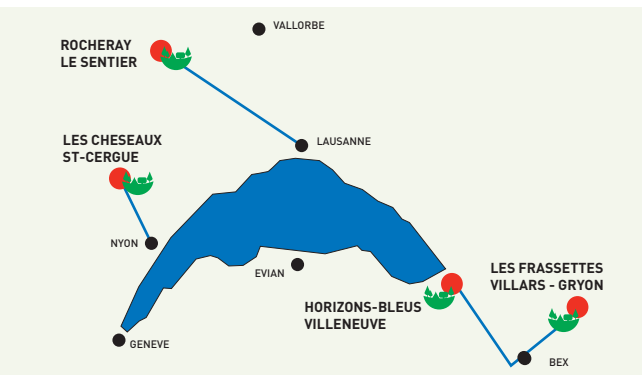 VALLORBE
ROCHERAY
LE SENTIER
LAUSANNE
LES CHESEAUX
ST-CERGUE
NYON
EVIAN
LES FRASSETTES
VILLARS - GRYON
HORIZONS-BLEUS
VILLENEUVE
GENEVE
BEX